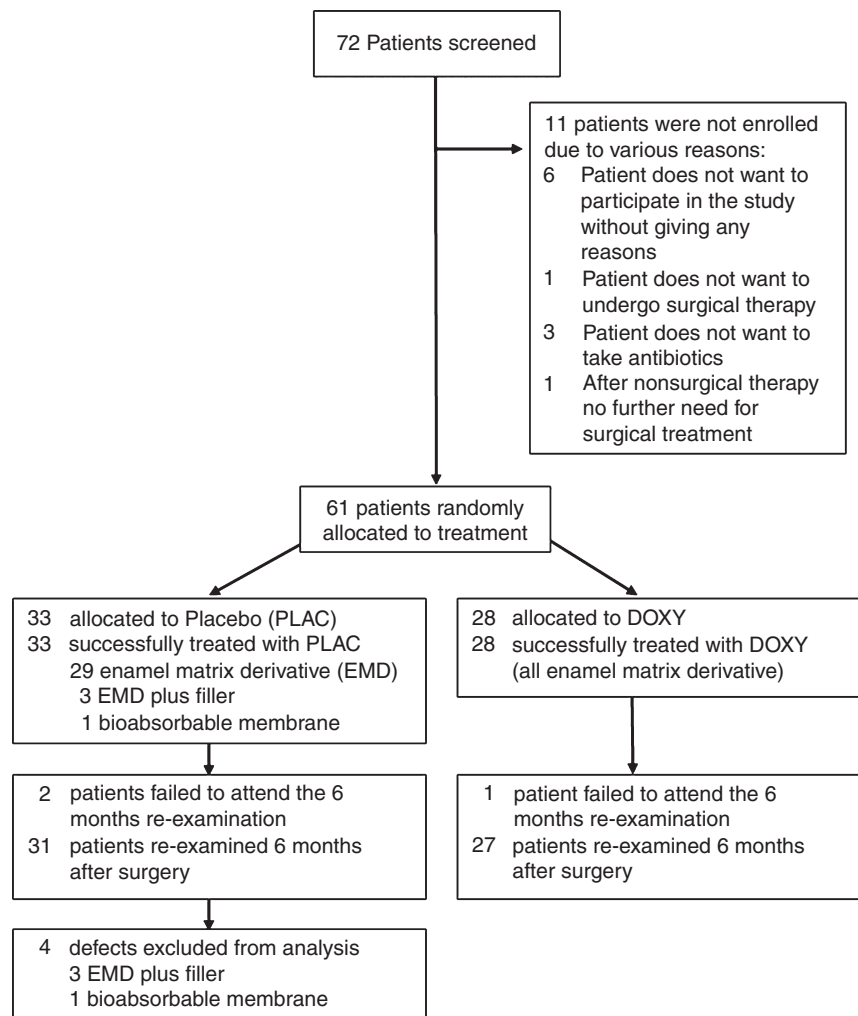 72 Patients screened
11 patients were not enrolled
due to various reasons:
6 Patient does not want to
participate in the study
without giving any
reasons
1 Patient does not want to
undergo surgical therapy
3 Patient does not want to
take antibiotics
1 After nonsurgical therapy
no further need for
surgical treatment
61 patients randomly
allocated to treatment
33 allocated to Placebo (PLAC)
33 successfully treated with PLAC
29 enamel matrix derivative (EMD)
3 EMD plus filler
1 bioabsorbable membrane
28 allocated to DOXY
28 successfully treated with DOXY
(all enamel matrix derivative)
2 patients failed to attend the 6
months re-examination
31 patients re-examined 6 months
after surgery
1 patient failed to attend the 6
months re-examination
27 patients re-examined 6 months
after surgery
4 defects excluded from analysis
3 EMD plus filler
1 bioabsorbable membrane